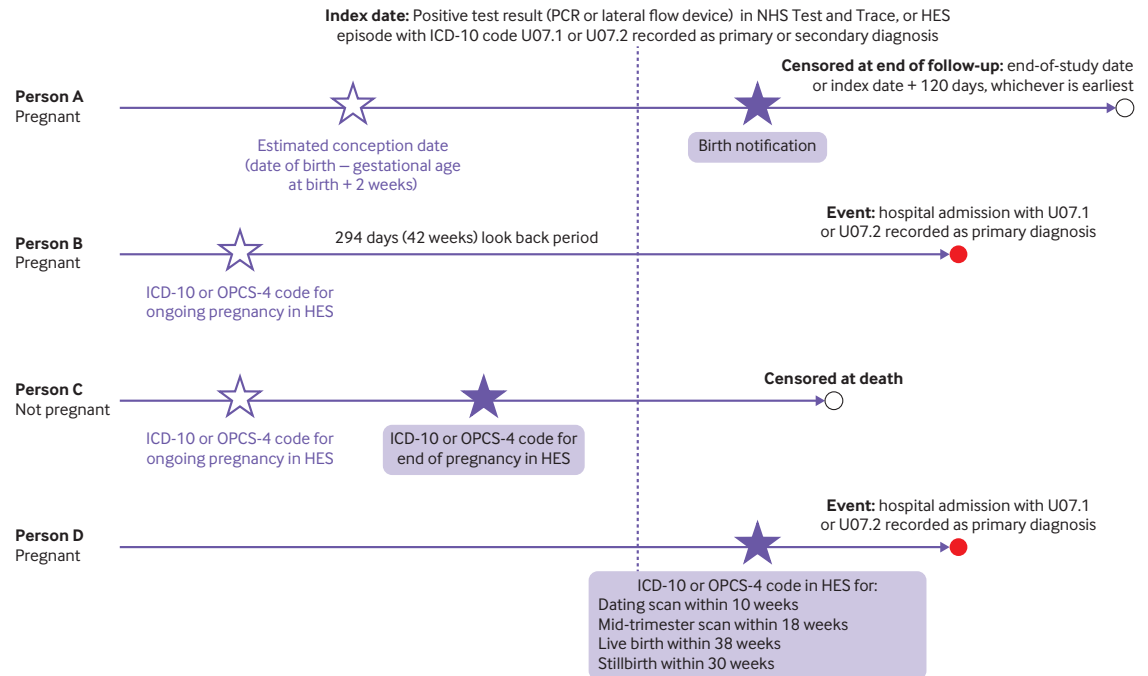 Index date: Positive test result (PCR or lateral flow device) in NHS Test and Trace, or HES
episode with ICD-10 code U07.1 or U07.2 recorded as primary or secondary diagnosis
Censored at end of follow-up: end-of-study date
or index date + 120 days, whichever is earliest
Person A
Pregnant
Estimated conception date
(date of birth – gestational age
at birth + 2 weeks)
Birth notification
Person B
Pregnant
294 days (42 weeks) look back period
Event: hospital admission with U07.1
or U07.2 recorded as primary diagnosis
ICD-10 or OPCS-4 code for
ongoing pregnancy in HES
Person C
Not pregnant
Censored at death
ICD-10 or OPCS-4 code for
ongoing pregnancy in HES
ICD-10 or OPCS-4 code for
end of pregnancy in HES
Person D
Pregnant
Event: hospital admission with U07.1
or U07.2 recorded as primary diagnosis
ICD-10 or OPCS-4 code in HES for:
Dating scan within 10 weeks
Mid-trimester scan within 18 weeks
Live birth within 38 weeks
Stillbirth within 30 weeks